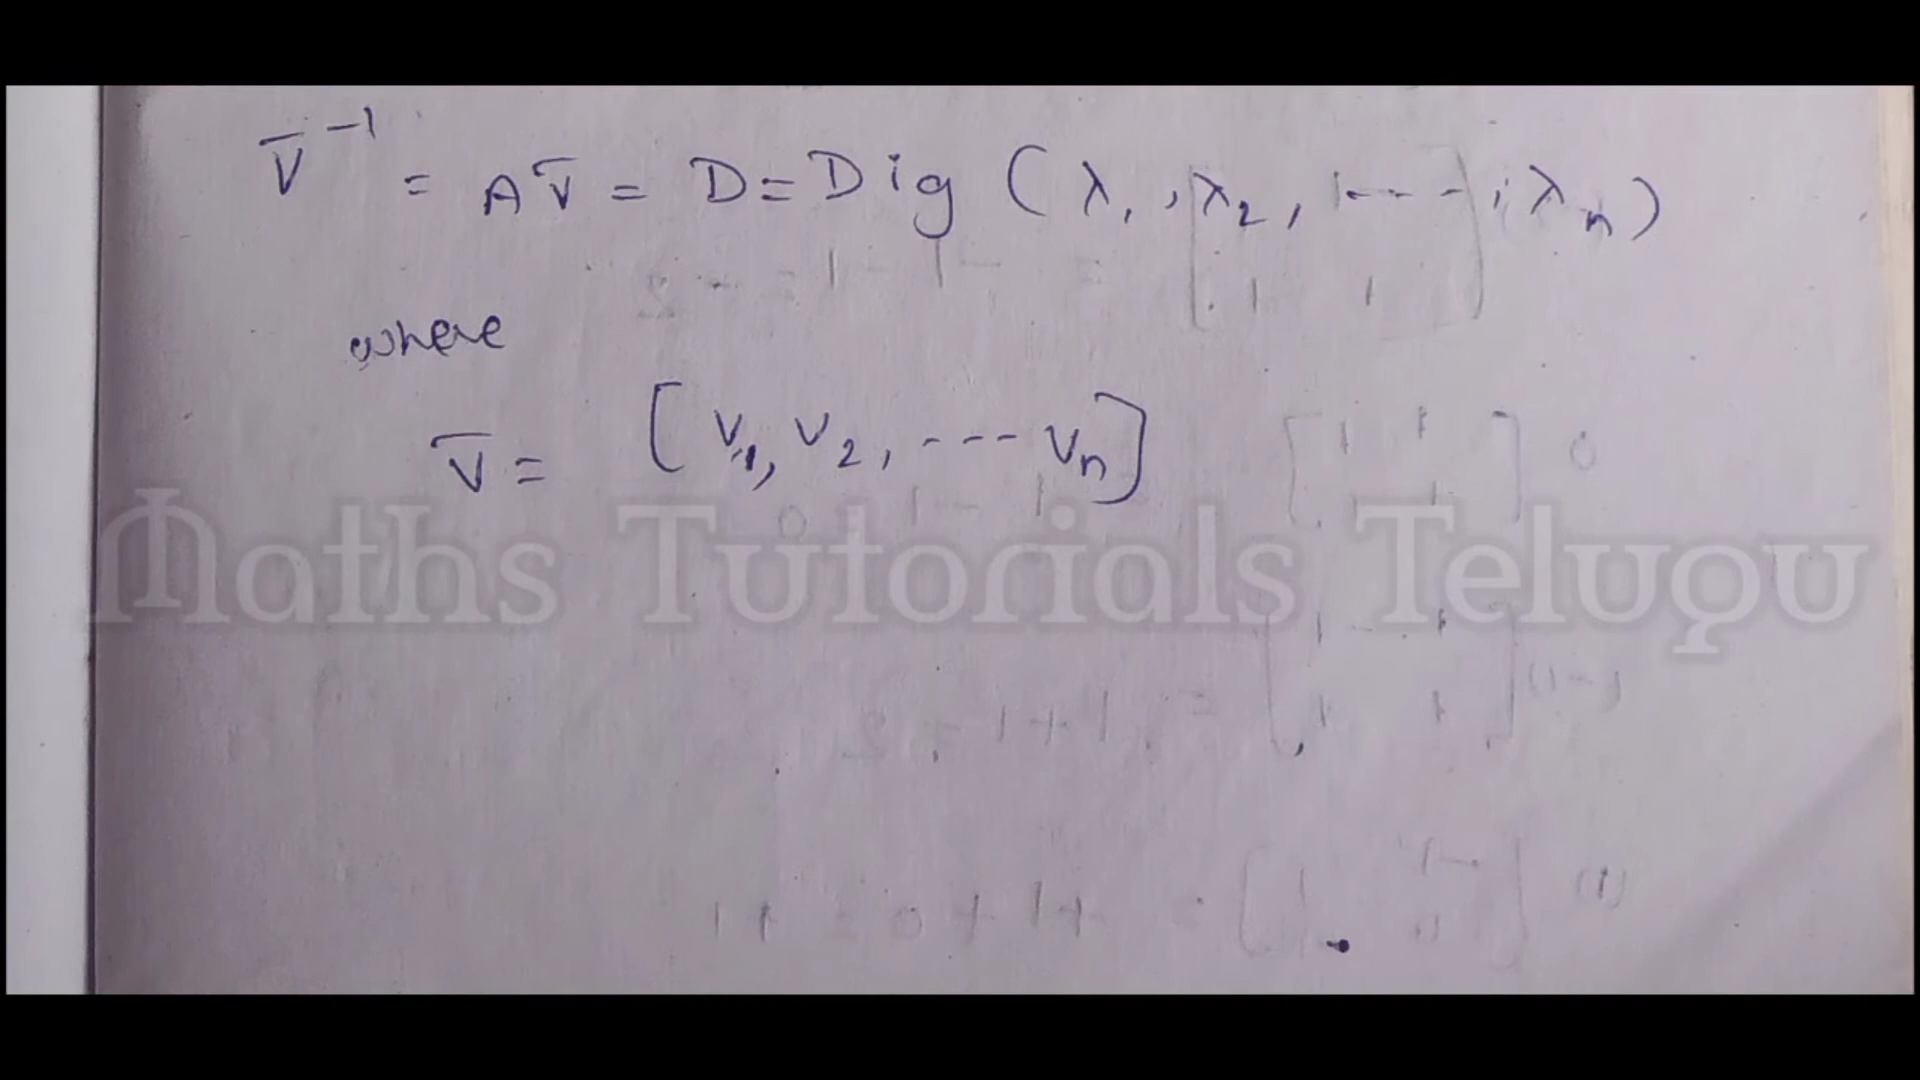 V̅⁻¹ = AV̅ = D = Dig (λ₁, λ₂, ----, λₙ)
where
V̅ = [V₁, V₂, --- Vₙ]
Maths Tutorials Telugu